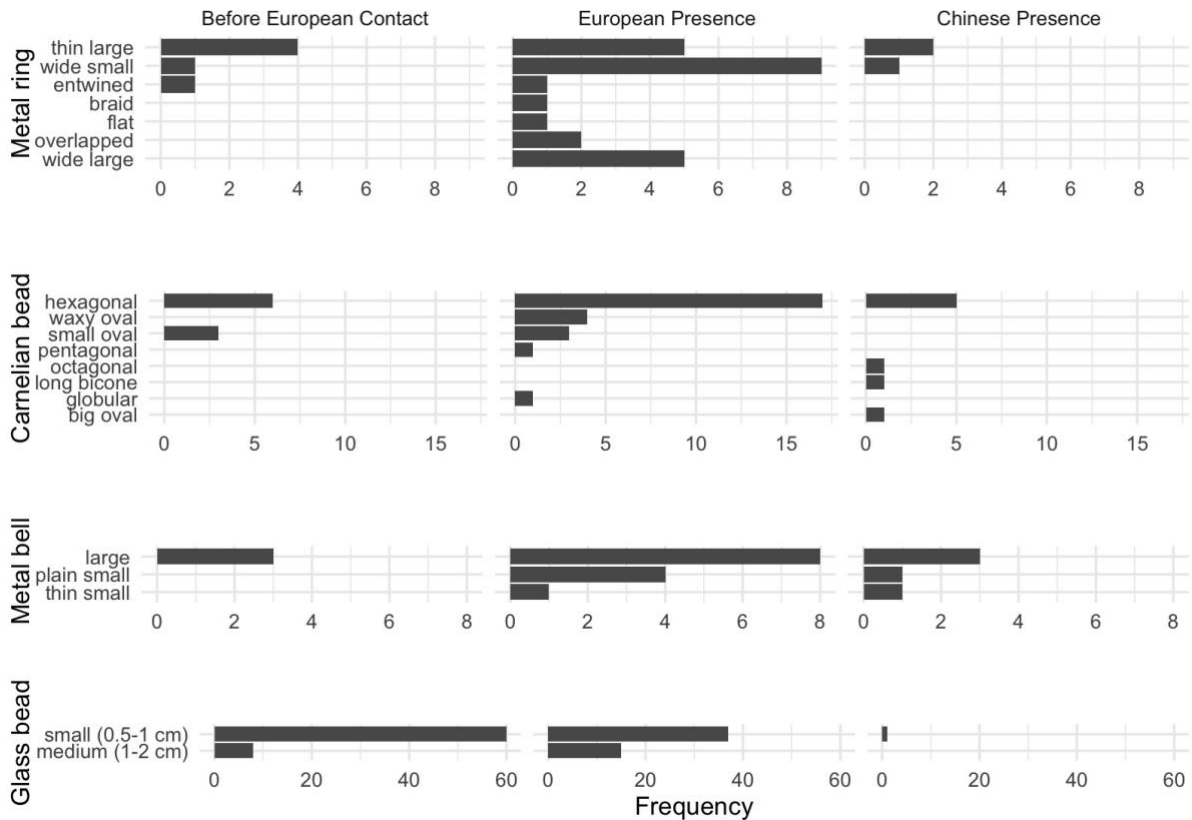 Before European Contact
European Presence
Chinese Presence
Metal ring
thin large
wide small
entwined
braid
flat
overlapped
wide large
0 2 4 6 8
0 2 4 6 8
0 2 4 6 8
Carnelian bead
hexagonal
waxy oval
small oval
pentagonal
octagonal
long bicone
globular
big oval
0 5 10 15
0 5 10 15
0 5 10 15
Metal bell
large
plain small
thin small
0 2 4 6 8
0 2 4 6 8
0 2 4 6 8
Glass bead
small (0.5-1 cm)
medium (1-2 cm)
0 20 40 60
0 20 40 60
0 20 40 60
Frequency